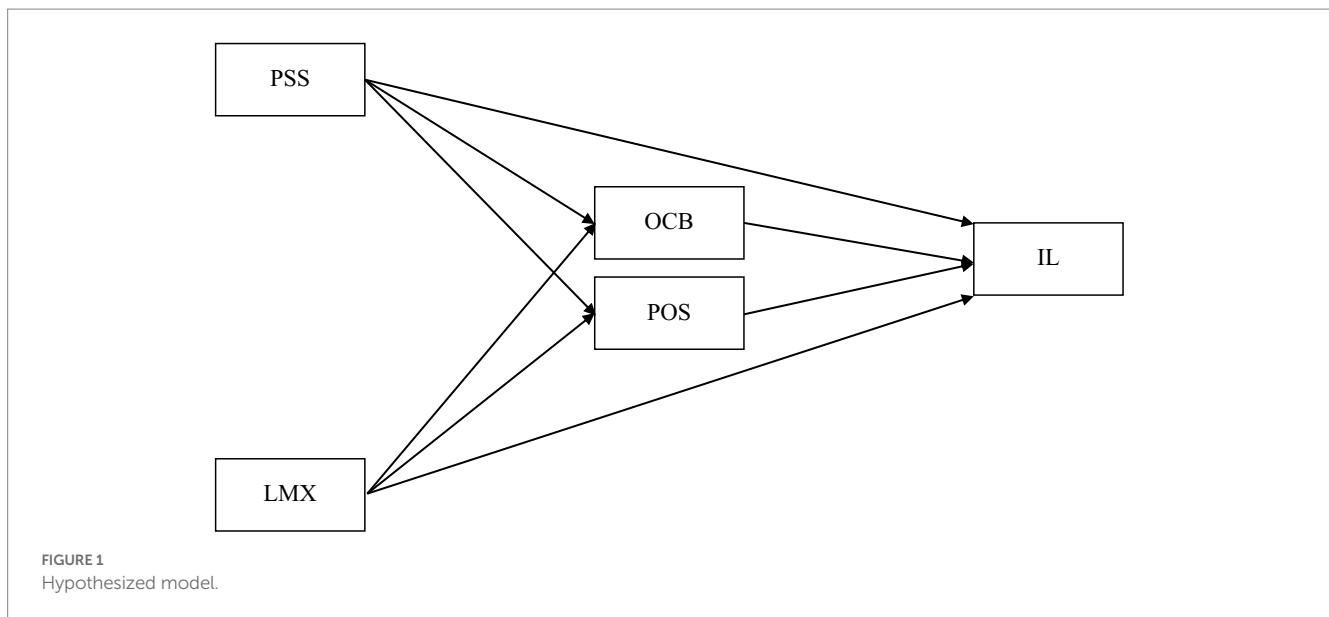 PSS
OCB
IL
POS
LMX
FIGURE 1
Hypothesized model.